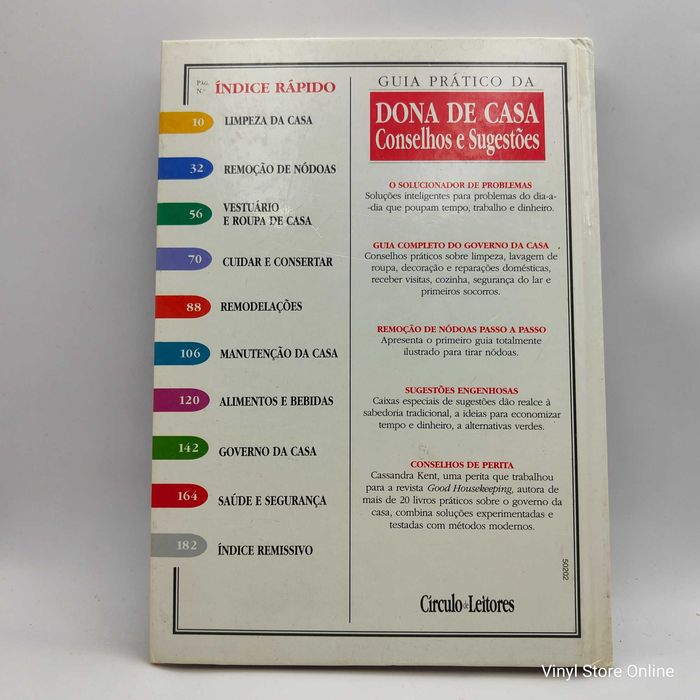 PÁG.
N.º
ÍNDICE RÁPIDO
10 LIMPEZA DA CASA
32 REMOÇÃO DE NÓDOAS
56 VESTUÁRIO
E ROUPA DE CASA
70 CUIDAR E CONSERTAR
88 REMODELAÇÕES
106 MANUTENÇÃO DA CASA
120 ALIMENTOS E BEBIDAS
142 GOVERNO DA CASA
164 SAÚDE E SEGURANÇA
182 ÍNDICE REMISSIVO
GUIA PRÁTICO DA
DONA DE CASA
Conselhos e Sugestões
O SOLUCIONADOR DE PROBLEMAS
Soluções inteligentes para problemas do dia-a-
-dia que poupam tempo, trabalho e dinheiro.
GUIA COMPLETO DO GOVERNO DA CASA
Conselhos práticos sobre limpeza, lavagem de
roupa, decoração e reparações domésticas,
receber visitas, cozinha, segurança do lar e
primeiros socorros.
REMOÇÃO DE NÓDOAS PASSO A PASSO
Apresenta o primeiro guia totalmente
ilustrado para tirar nódoas.
SUGESTÕES ENGENHOSAS
Caixas especiais de sugestões dão realce à
sabedoria tradicional, a ideias para economizar
tempo e dinheiro, a alternativas verdes.
CONSELHOS DE PERITA
Cassandra Kent, uma perita que trabalhou
para a revista Good Housekeeping, autora de
mais de 20 livros práticos sobre o governo da
casa, combina soluções experimentadas e
testadas com métodos modernos.
50202
Círculo de Leitores
Vinyl Store Online